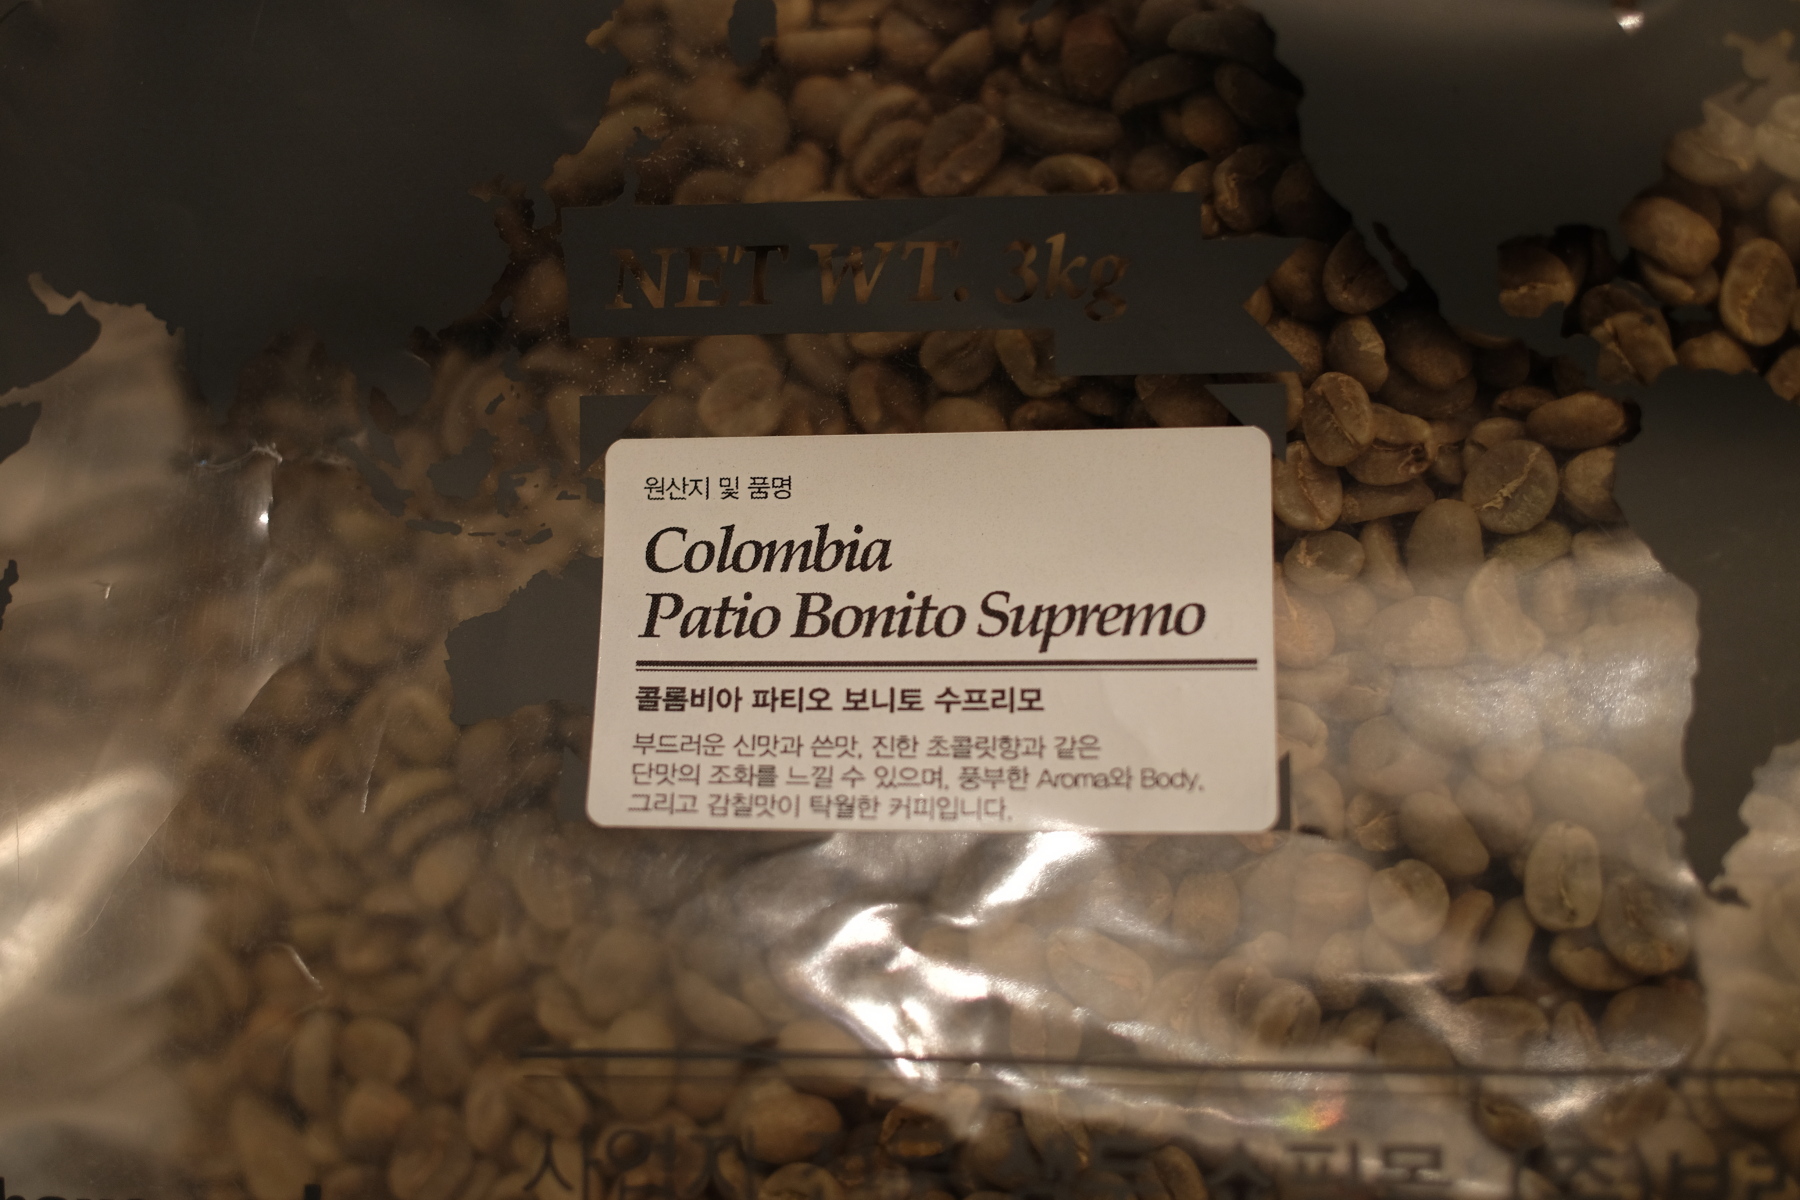 NET WT. 3kg
원산지 및 품명
Colombia
Patio Bonito Supremo
콜롬비아 파티오 보니토 수프리모
부드러운 신맛과 쓴맛, 진한 초콜릿향과 같은
단맛의 조화를 느낄 수 있으며, 풍부한 Aroma와 Body,
그리고 감칠맛이 탁월한 커피입니다.